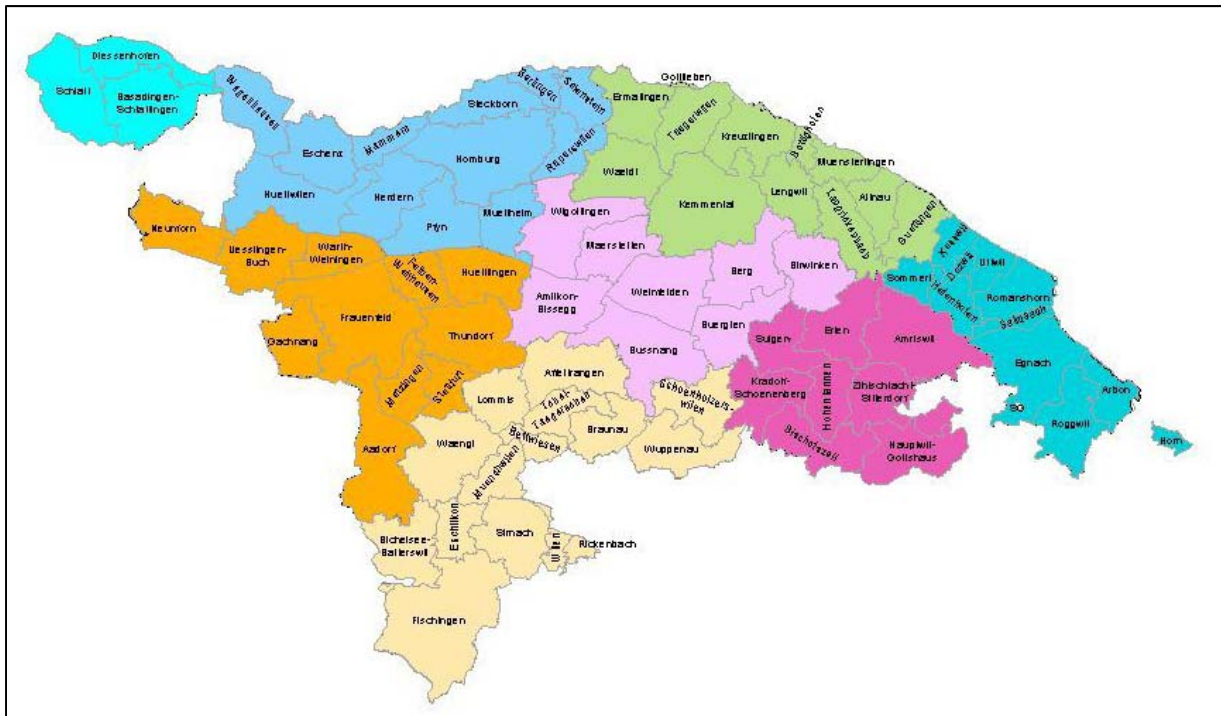 Diessenhofen
Schlatt
Basadingen-
Schlattingen
Wagenhausen
Eschenz
Mammern
Steckborn
Berlingen
Salenstein
Homburg
Raperswilen
Huettwilen
Herdern
Pfyn
Muellheim
Ermatingen
Gottlieben
Taegerwilen
Kreuzlingen
Bottighofen
Muensterlingen
Waeldi
Kemmental
Lengwil
Langrickenbach
Altnau
Guettingen
Neunforn
Uesslingen-
Buch
Warth-
Weiningen
Felben-
Wellhausen
Huettlingen
Frauenfeld
Gachnang
Thundorf
Matzingen
Stettfurt
Aadorf
Wigoltingen
Maerstetten
Amlikon-
Bissegg
Weinfelden
Berg
Birwinken
Buerglen
Bussnang
Kesswil
Dozwil
Uttwil
Sommeri
Hefenhofen
Romanshorn
Salmsach
Egnach
Arbon
SO
Roggwil
Horn
Sulgen
Erlen
Amriswil
Kradolf-
Schoenenberg
Hohentannen
Zihlschlacht-
Sitterdorf
Bischofszell
Hauptwil-
Gottshaus
Affeltrangen
Lommis
Tobel-
Taegerschen
Schoenholzers-
wilen
Braunau
Bettwiesen
Wuppenau
Waengi
Muenchwilen
Eschlikon
Sirnach
Wilen
Rickenbach
Bichelsee-
Balterswil
Fischingen